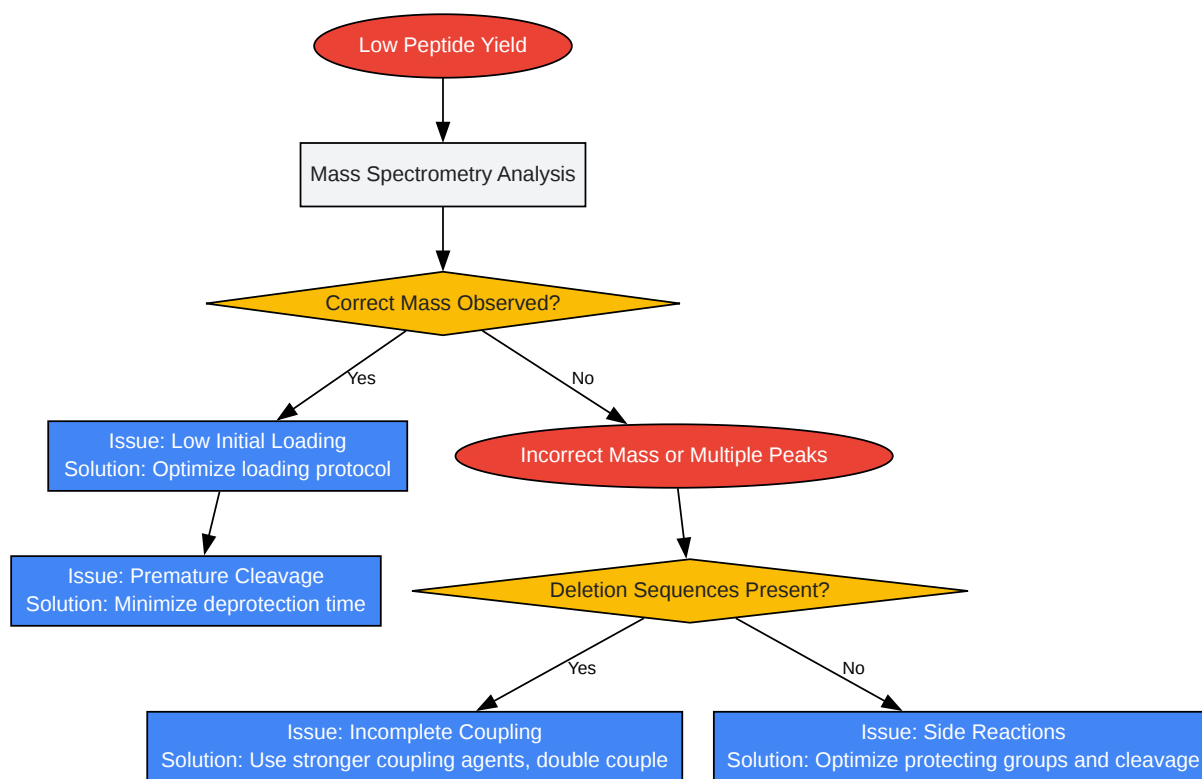 Low Peptide Yield
Mass Spectrometry Analysis
Correct Mass Observed?
Yes
No
Issue: Low Initial Loading
Solution: Optimize loading protocol
Incorrect Mass or Multiple Peaks
Issue: Premature Cleavage
Solution: Minimize deprotection time
Deletion Sequences Present?
Yes
No
Issue: Incomplete Coupling
Solution: Use stronger coupling agents, double couple
Issue: Side Reactions
Solution: Optimize protecting groups and cleavage